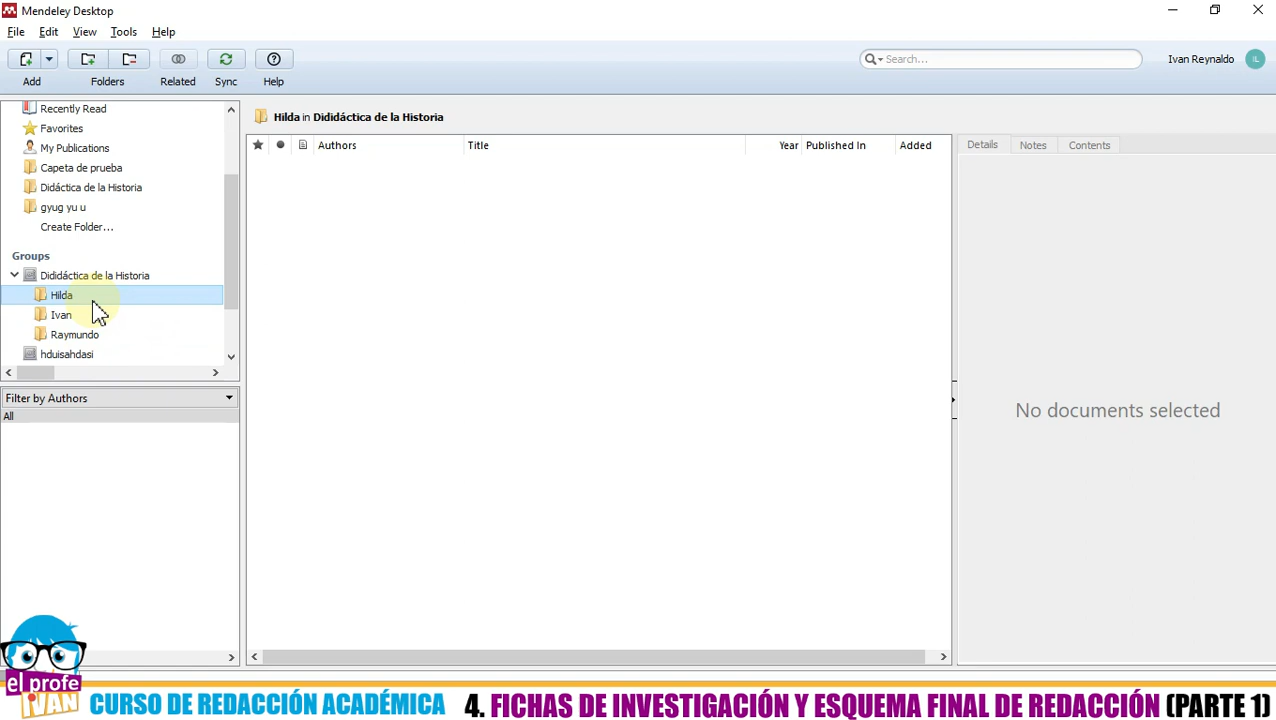 Mendeley Desktop
File Edit View Tools Help
Search...
Ivan Reynaldo IL
Add Folders Related Sync Help
Recently Read
Favorites
My Publications
Capeta de prueba
Didáctica de la Historia
gyug yu u
Create Folder...
Groups
Dididáctica de la Historia
Hilda
Ivan
Raymundo
hduisahdasi
Filter by Authors
All
Hilda in Dididáctica de la Historia
Authors Title Year Published In Added
Details Notes Contents
No documents selected
el profe
iVAN
CURSO DE REDACCIÓN ACADÉMICA 4. FICHAS DE INVESTIGACIÓN Y ESQUEMA FINAL DE REDACCIÓN (PARTE 1)